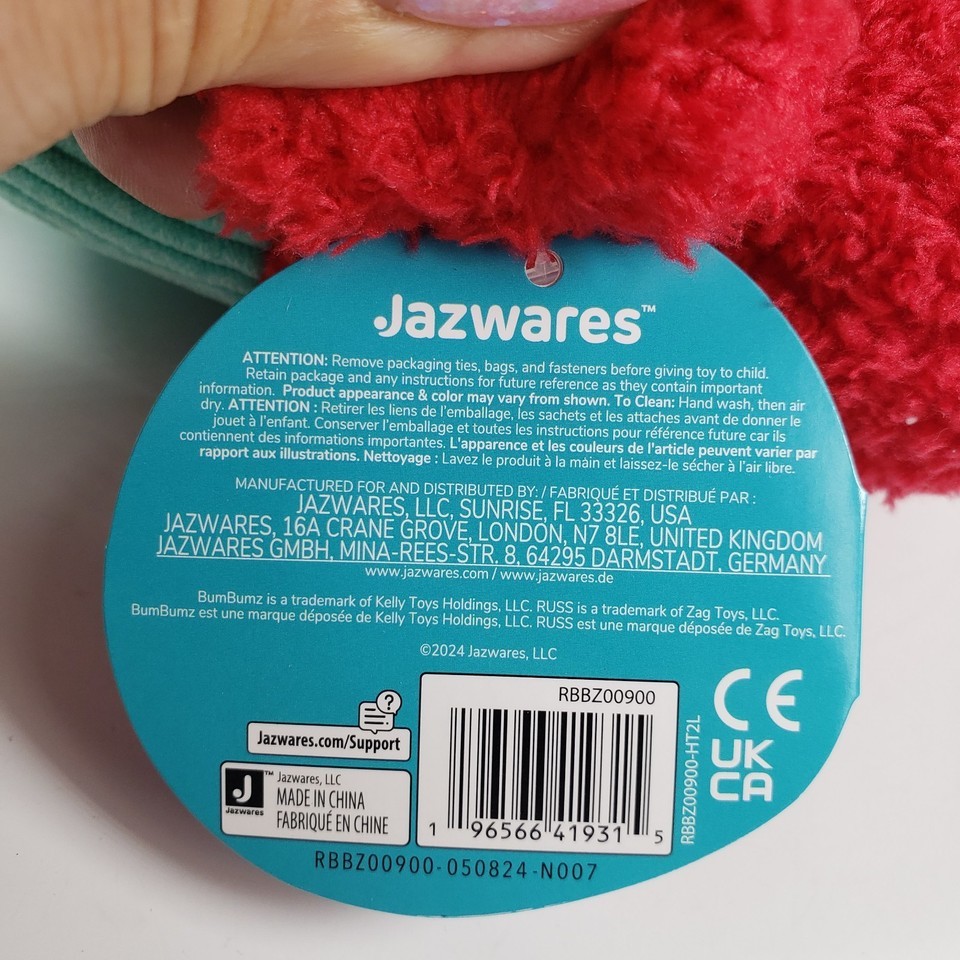 Jazwares™
ATTENTION: Remove packaging ties, bags, and fasteners before giving toy to child.
Retain package and any instructions for future reference as they contain important
information. Product appearance & color may vary from shown. To Clean: Hand wash, then air
dry. ATTENTION : Retirer les liens de l'emballage, les sachets et les attaches avant de donner le
jouet à l'enfant. Conserver l'emballage et toutes les instructions pour référence future car ils
contiennent des informations importantes. L'apparence et les couleurs de l'article peuvent varier par
rapport aux illustrations. Nettoyage : Lavez le produit à la main et laissez-le sécher à l'air libre.
MANUFACTURED FOR AND DISTRIBUTED BY: / FABRIQUÉ ET DISTRIBUÉ PAR :
JAZWARES, LLC, SUNRISE, FL 33326, USA
JAZWARES, 16A CRANE GROVE, LONDON, N7 8LE, UNITED KINGDOM
JAZWARES GMBH, MINA-REES-STR. 8, 64295 DARMSTADT, GERMANY
www.jazwares.com / www.jazwares.de
BumBumz is a trademark of Kelly Toys Holdings, LLC. RUSS is a trademark of Zag Toys, LLC.
BumBumz est une marque déposée de Kelly Toys Holdings, LLC. RUSS est une marque déposée de Zag Toys, LLC.
©2024 Jazwares, LLC
?
Jazwares.com/Support
J
Jazwares
™ Jazwares, LLC
MADE IN CHINA
FABRIQUÉ EN CHINE
RBBZ00900
1 96566 41931 5
RBBZ00900-HT2L
CE
UK
CA
RBBZ00900-050824-N007